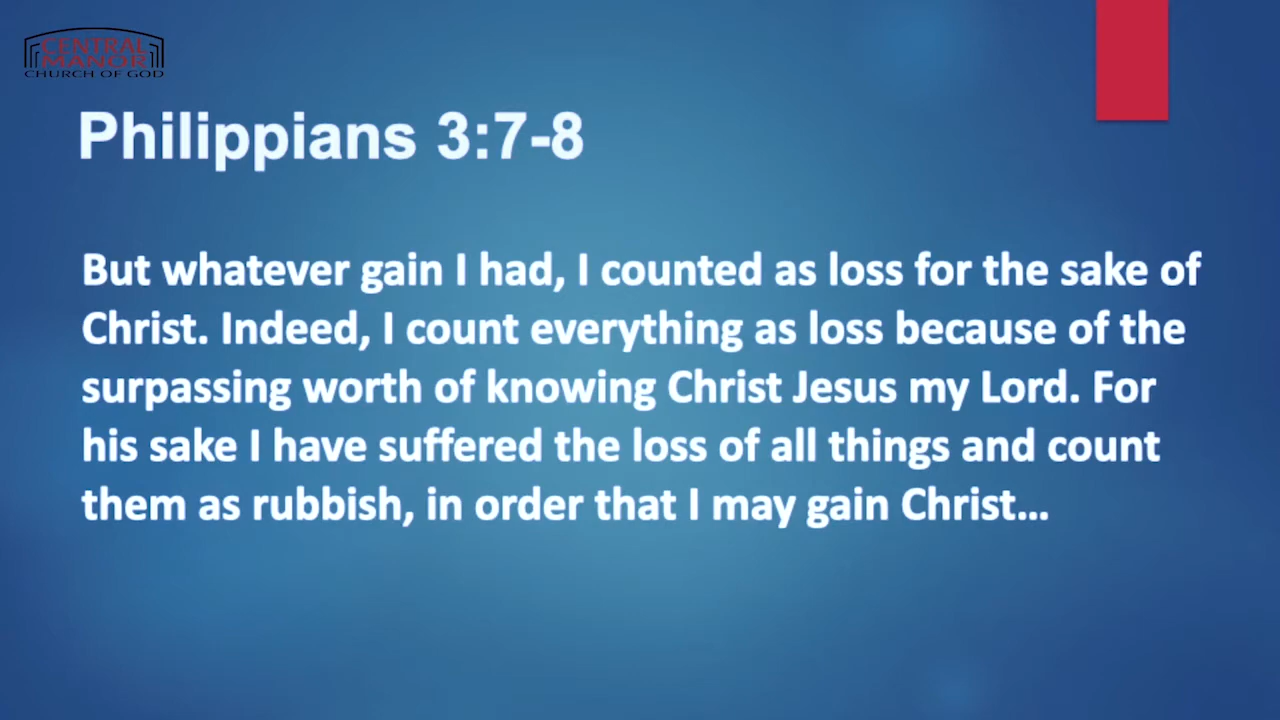 CENTRAL
MANOR
CHURCH OF GOD
Philippians 3:7-8
But whatever gain I had, I counted as loss for the sake of
Christ. Indeed, I count everything as loss because of the
surpassing worth of knowing Christ Jesus my Lord. For
his sake I have suffered the loss of all things and count
them as rubbish, in order that I may gain Christ...